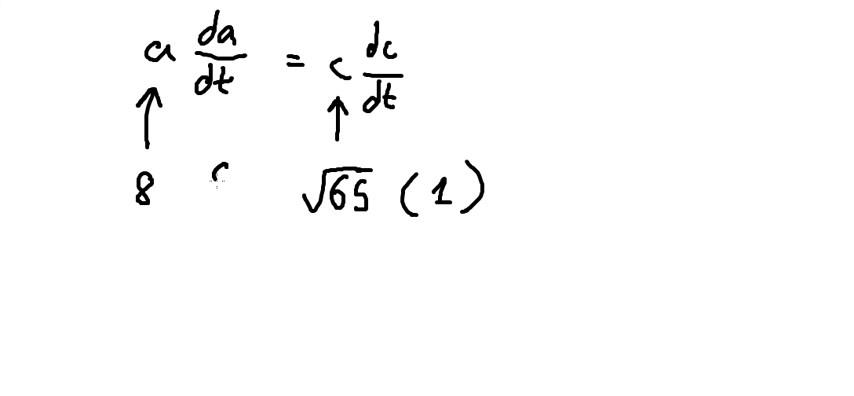 a da/dt = c dc/dt
↑ ↑
8 √65 (1)